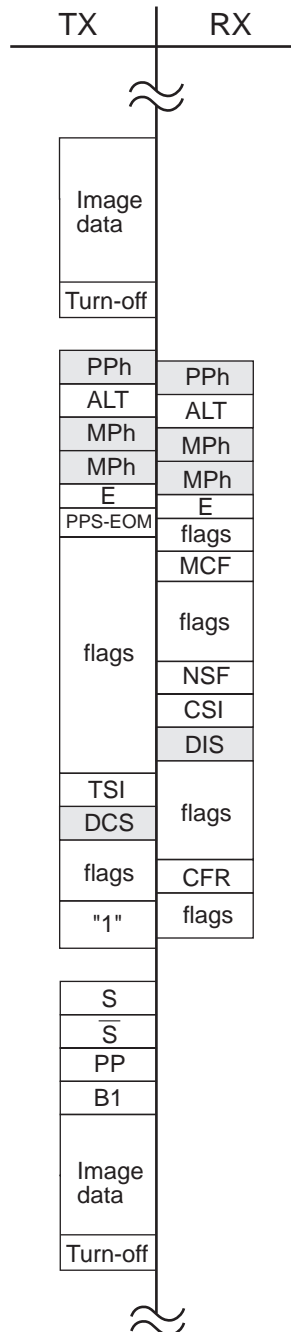 TX RX
Image
data
Turn-off
PPh
PPh
ALT
ALT
MPh
MPh
MPh
MPh
E
E
PPS-EOM
flags
MCF
flags
flags
NSF
CSI
DIS
TSI
DCS
flags
flags
CFR
"1"
flags
S
S̅
PP
B1
Image
data
Turn-off